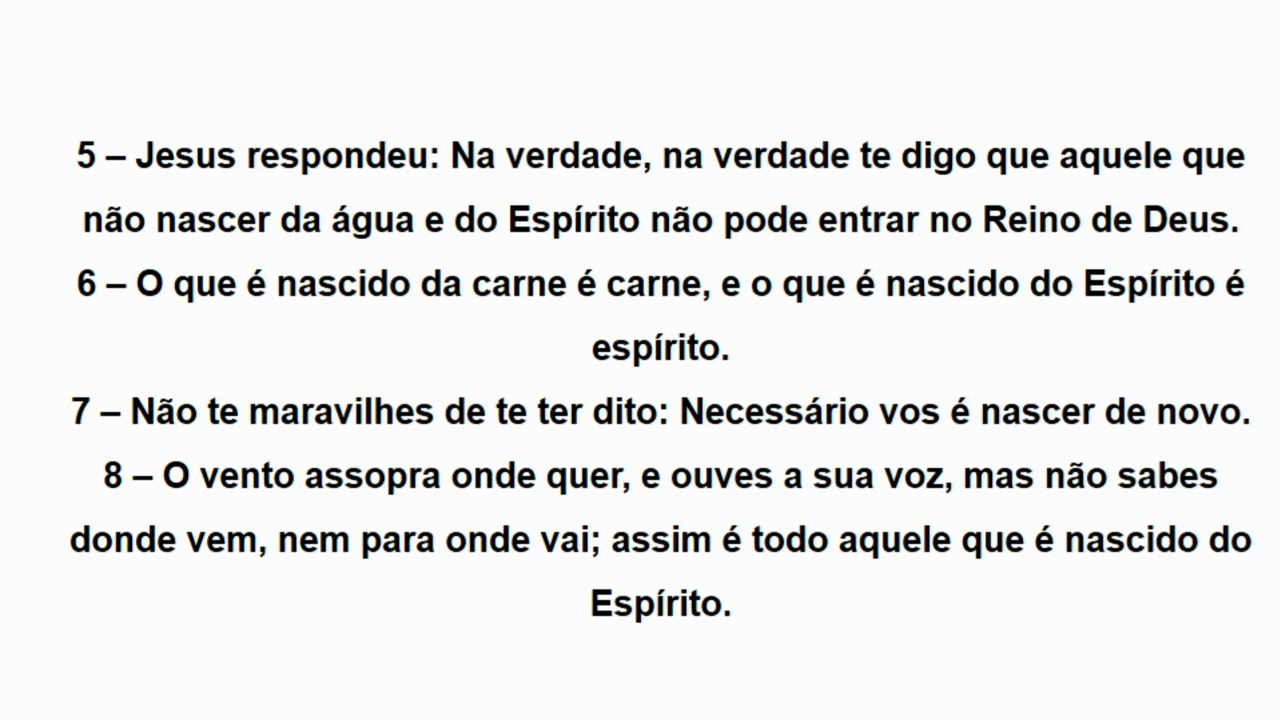 5 – Jesus respondeu: Na verdade, na verdade te digo que aquele que
não nascer da água e do Espírito não pode entrar no Reino de Deus.
6 – O que é nascido da carne é carne, e o que é nascido do Espírito é
espírito.
7 – Não te maravilhes de te ter dito: Necessário vos é nascer de novo.
8 – O vento assopra onde quer, e ouves a sua voz, mas não sabes
donde vem, nem para onde vai; assim é todo aquele que é nascido do
Espírito.